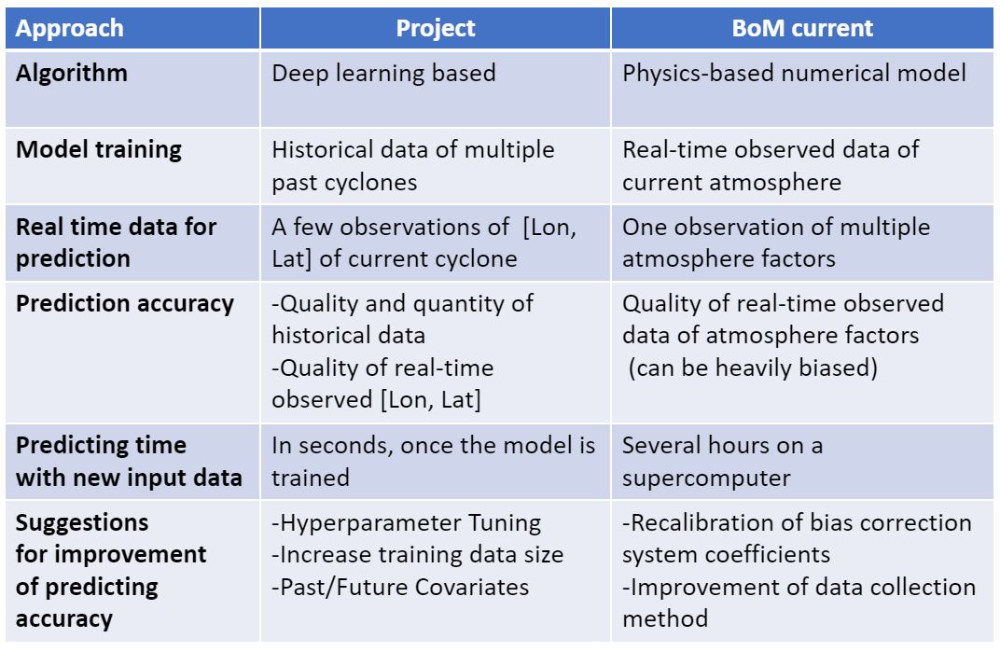 Approach
Project
BoM current
Algorithm
Deep learning based
Physics-based numerical model
Model training
Historical data of multiple
past cyclones
Real-time observed data of
current atmosphere
Real time data for
prediction
A few observations of [Lon,
Lat] of current cyclone
One observation of multiple
atmosphere factors
Prediction accuracy
-Quality and quantity of
historical data
-Quality of real-time
observed [Lon, Lat]
Quality of real-time observed
data of atmosphere factors
(can be heavily biased)
Predicting time
with new input data
In seconds, once the model is
trained
Several hours on a
supercomputer
Suggestions
for improvement
of predicting
accuracy
-Hyperparameter Tuning
-Increase training data size
-Past/Future Covariates
-Recalibration of bias correction
system coefficients
-Improvement of data collection
method